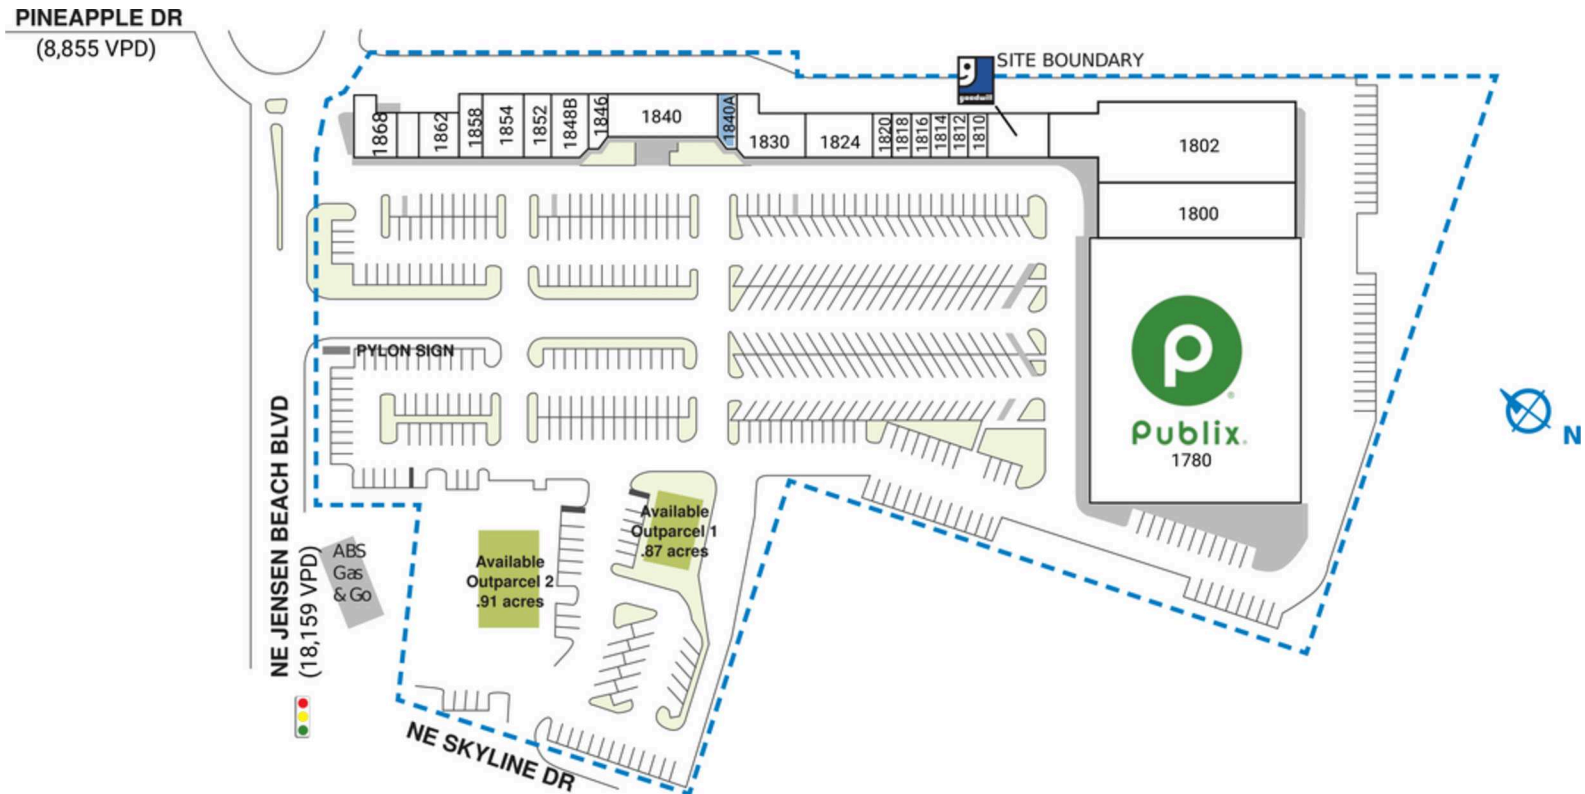 PINEAPPLE DR
(8,855 VPD)
SITE BOUNDARY
goodwill
1868
1862
1858
1854
1852
1848B
1846
1840
1840A
1830
1824
1820
1818
1816
1814
1812
1810
1802
1800
PYLON SIGN
P
Publix.
1780
N
NE JENSEN BEACH BLVD
(18,159 VPD)
ABS
Gas
& Go
Available
Outparcel 2
.91 acres
Available
Outparcel 1
.87 acres
NE SKYLINE DR